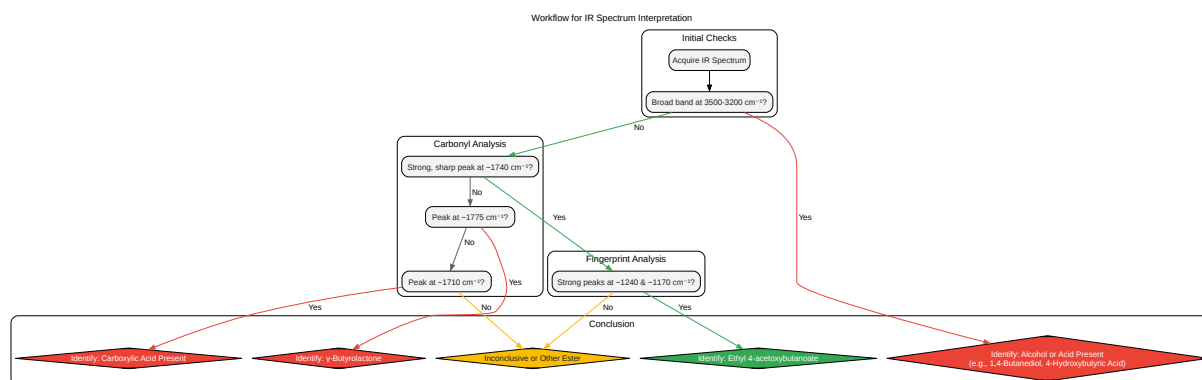 Workflow for IR Spectrum Interpretation
Initial Checks
Acquire IR Spectrum
Broad band at 3500-3200 cm⁻¹?
No
Carbonyl Analysis
Strong, sharp peak at ~1740 cm⁻¹?
No
Peak at ~1775 cm⁻¹?
Yes
Yes
No
Fingerprint Analysis
Peak at ~1710 cm⁻¹?
Yes
Strong peaks at ~1240 & ~1170 cm⁻¹?
Yes
No
No
Yes
Conclusion
Identify: Carboxylic Acid Present
Identify: γ-Butyrolactone
Inconclusive or Other Ester
Identify: Ethyl 4-acetoxybutanoate
Identify: Alcohol or Acid Present
(e.g., 1,4-Butanediol, 4-Hydroxybutyric Acid)